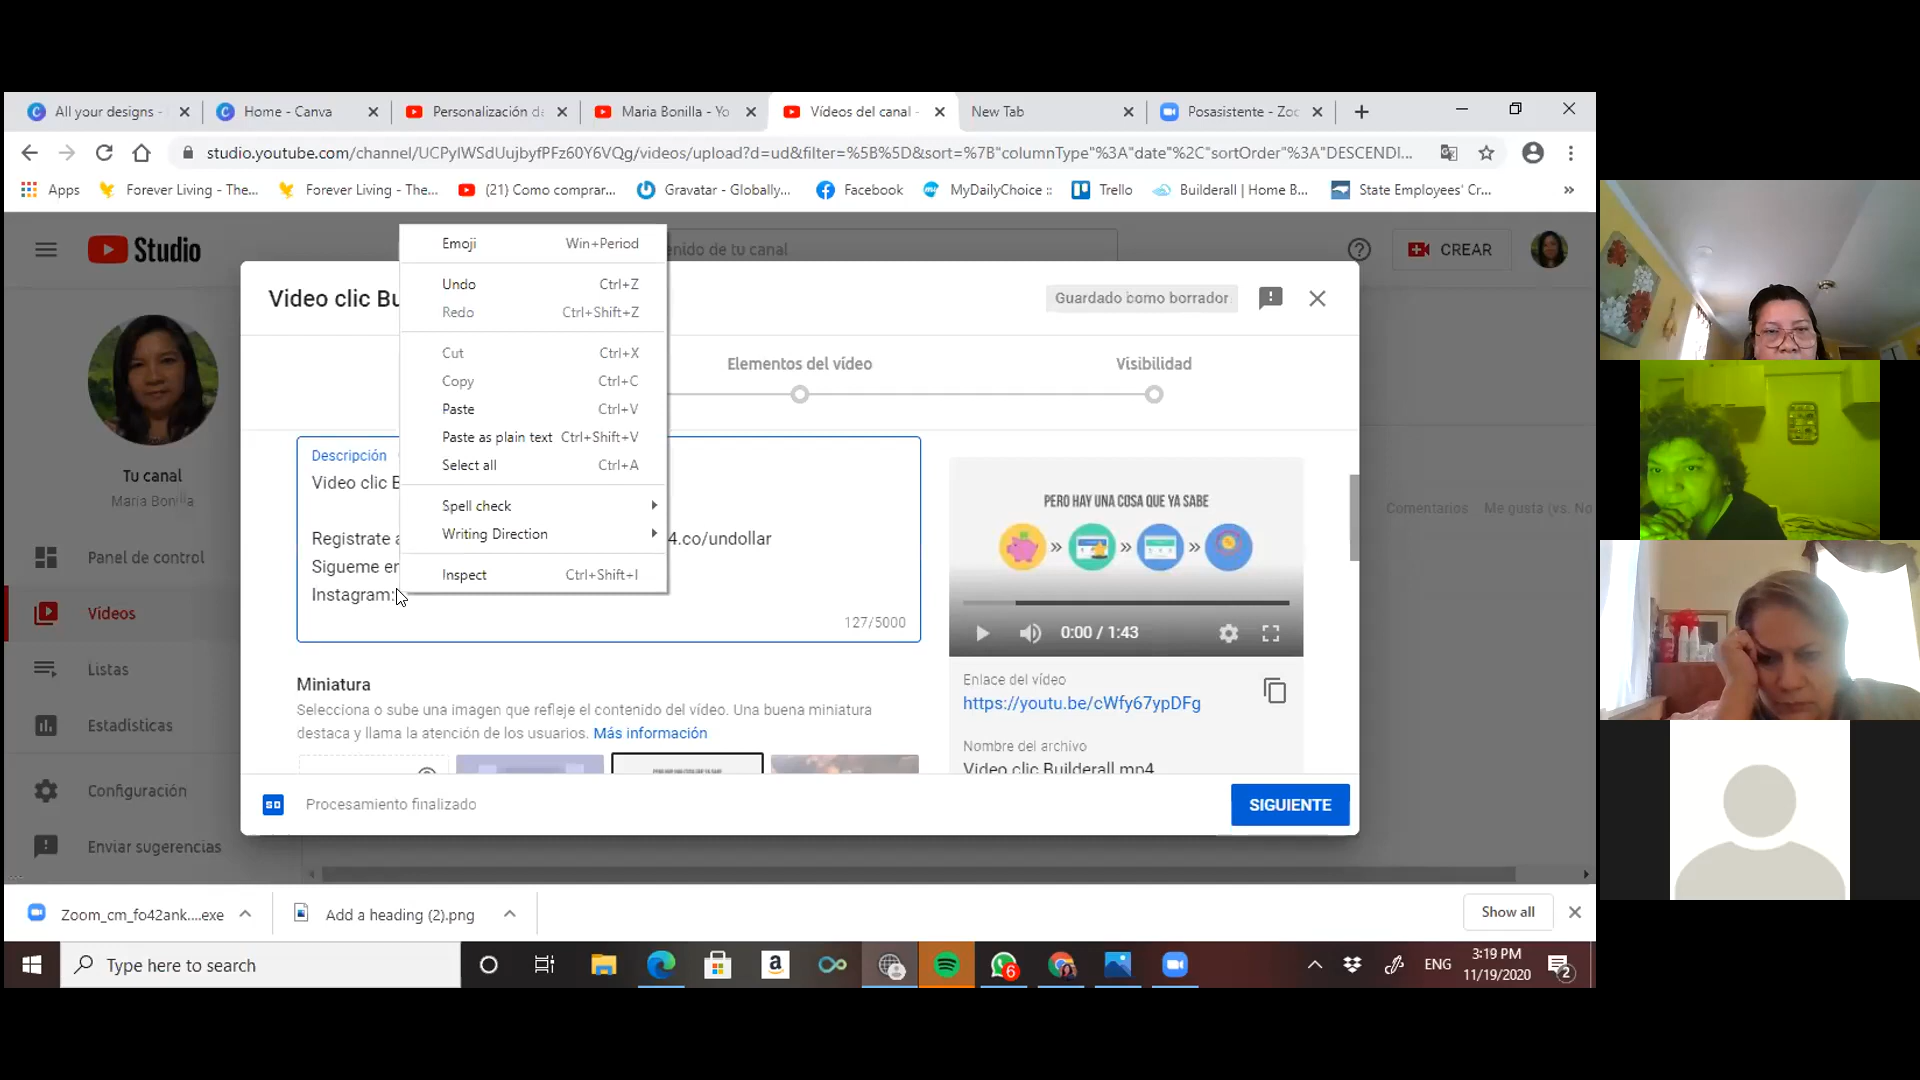 All your designs -
Home - Canva
Personalización de
Maria Bonilla - Yo
Vídeos del canal -
New Tab
Posasistente - Zoo
studio.youtube.com/channel/UCPyIWSdUujbyfPFz60Y6VQg/videos/upload?d=ud&filter=%5B%5D&sort=%7B"columnType"%3A"date"%2C"sortOrder"%3A"DESCENDI...
Apps
Forever Living - The...
Forever Living - The...
(21) Como comprar...
Gravatar - Globally...
Facebook
MyDailyChoice ::
Trello
Builderall | Home B...
State Employees' Cr...
»
Studio
enido de tu canal
CREAR
Tu canal
Maria Bonilla
Panel de control
Vídeos
Listas
Estadísticas
Configuración
Enviar sugerencias
Video clic Bu
Guardado como borrador
Elementos del vídeo
Visibilidad
Emoji Win+Period
Undo Ctrl+Z
Redo Ctrl+Shift+Z
Cut Ctrl+X
Copy Ctrl+C
Paste Ctrl+V
Paste as plain text Ctrl+Shift+V
Select all Ctrl+A
Spell check
Writing Direction
Inspect Ctrl+Shift+I
Descripción
Video clic B
Registrate a 4.co/undollar
Sigueme en
Instagram:
127/5000
Miniatura
Selecciona o sube una imagen que refleje el contenido del vídeo. Una buena miniatura
destaca y llama la atención de los usuarios. Más información
PERO HAY UNA COSA QUE YA SABE
0:00 / 1:43
Enlace del vídeo
https://youtu.be/cWfy67ypDFg
Nombre del archivo
Video clic Builderall.mp4
Comentarios
Me gusta (vs. No
SD
Procesamiento finalizado
SIGUIENTE
Zoom_cm_fo42ank....exe
Add a heading (2).png
Show all
Type here to search
6
ENG
3:19 PM
11/19/2020
2